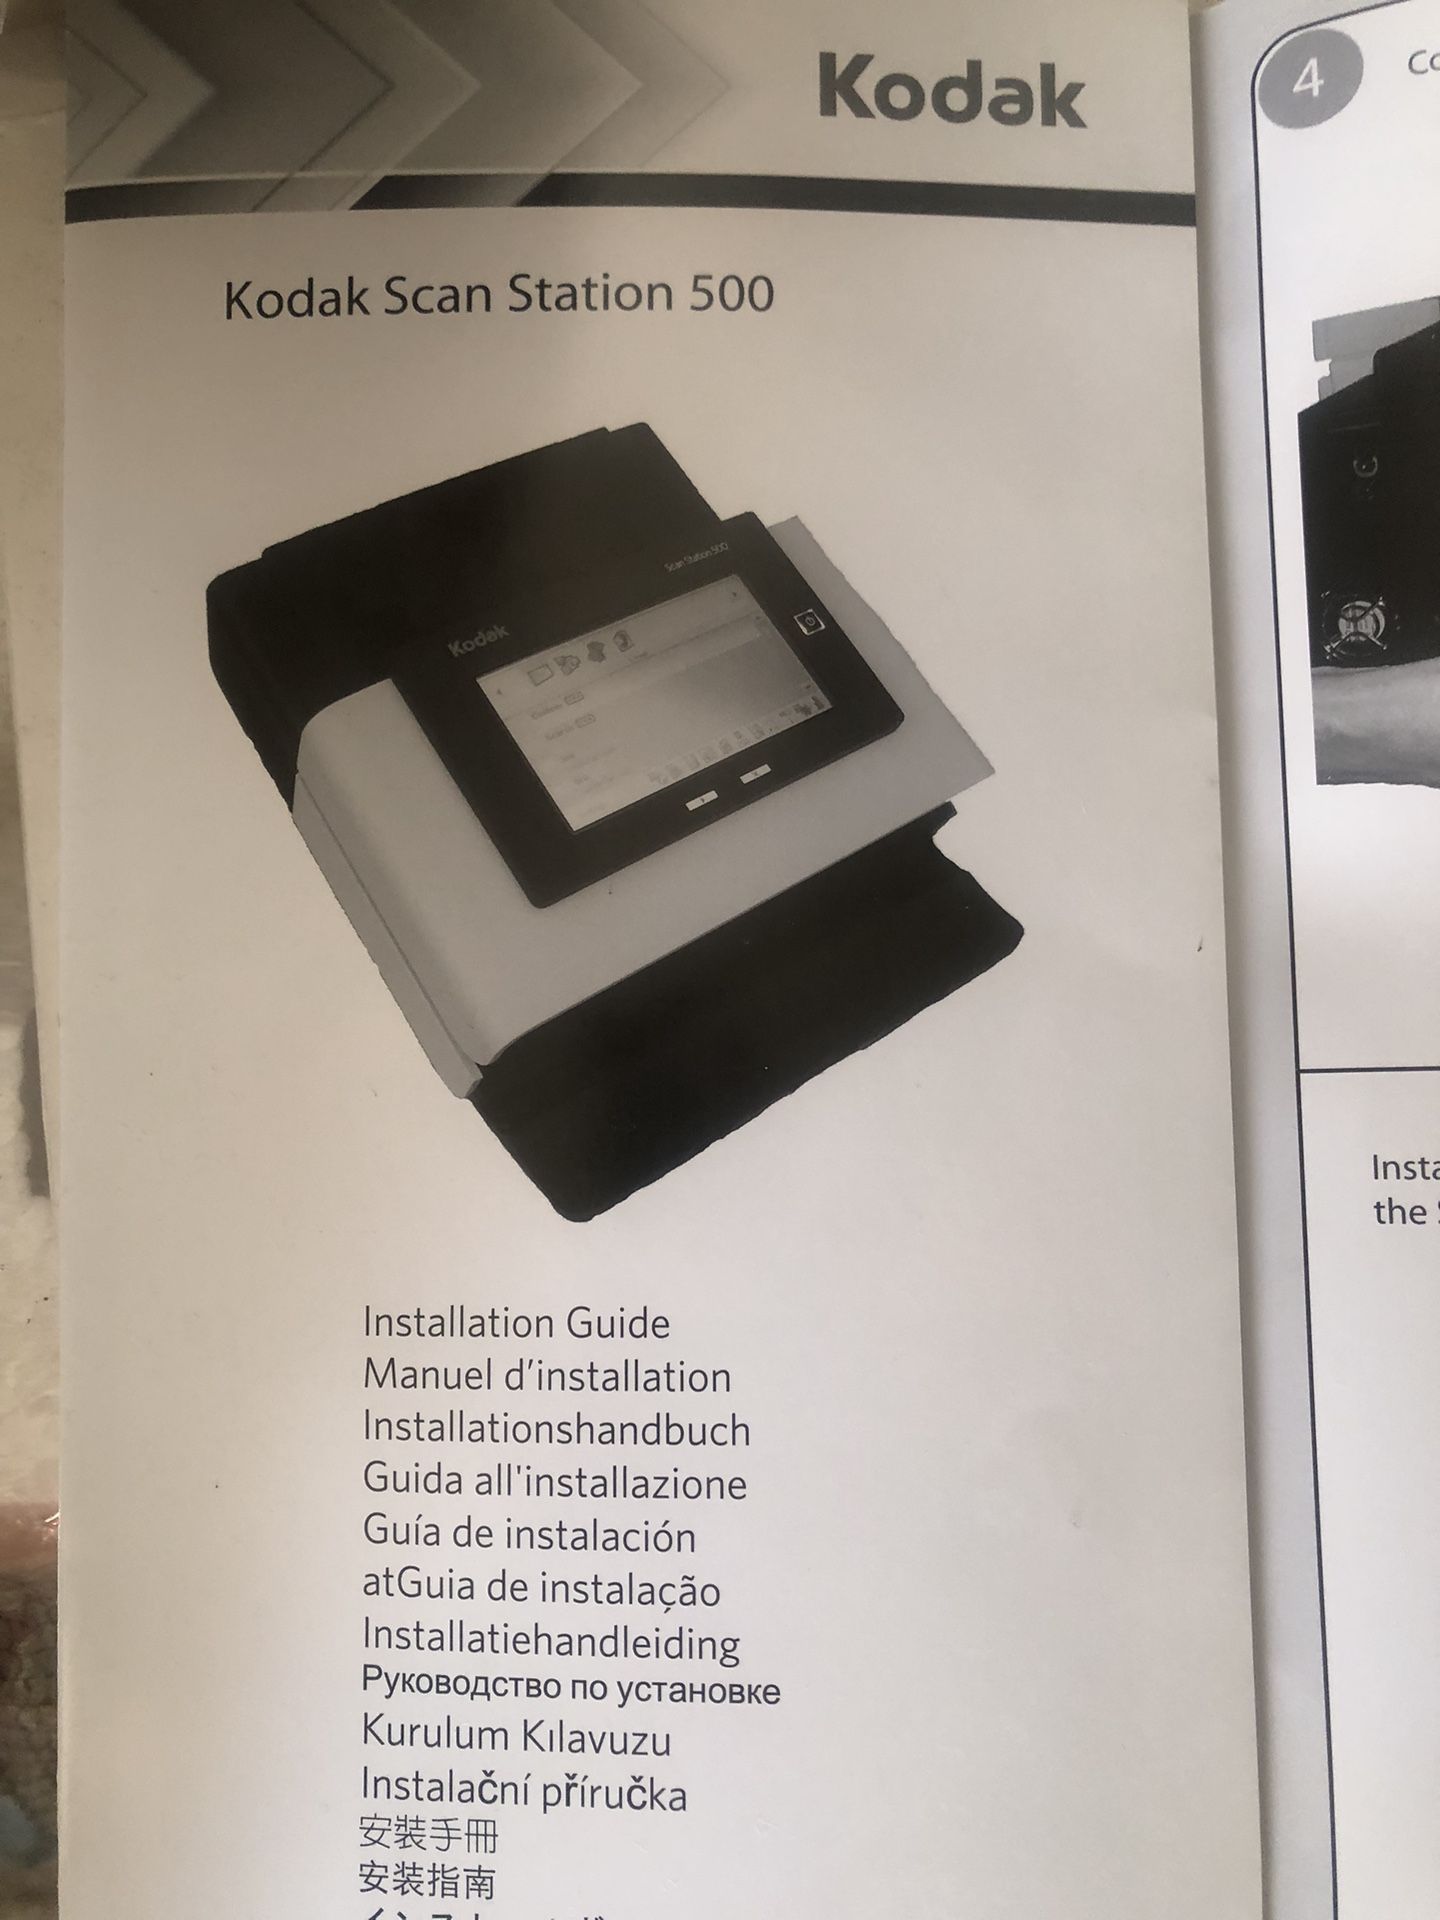 Kodak
Kodak Scan Station 500
Scan Station 500
Kodak
Installation Guide
Manuel d'installation
Installationshandbuch
Guida all'installazione
Guía de instalación
atGuia de instalação
Installatiehandleiding
Руководство по установке
Kurulum Kılavuzu
Instalační příručka
安裝手冊
安装指南
4
the